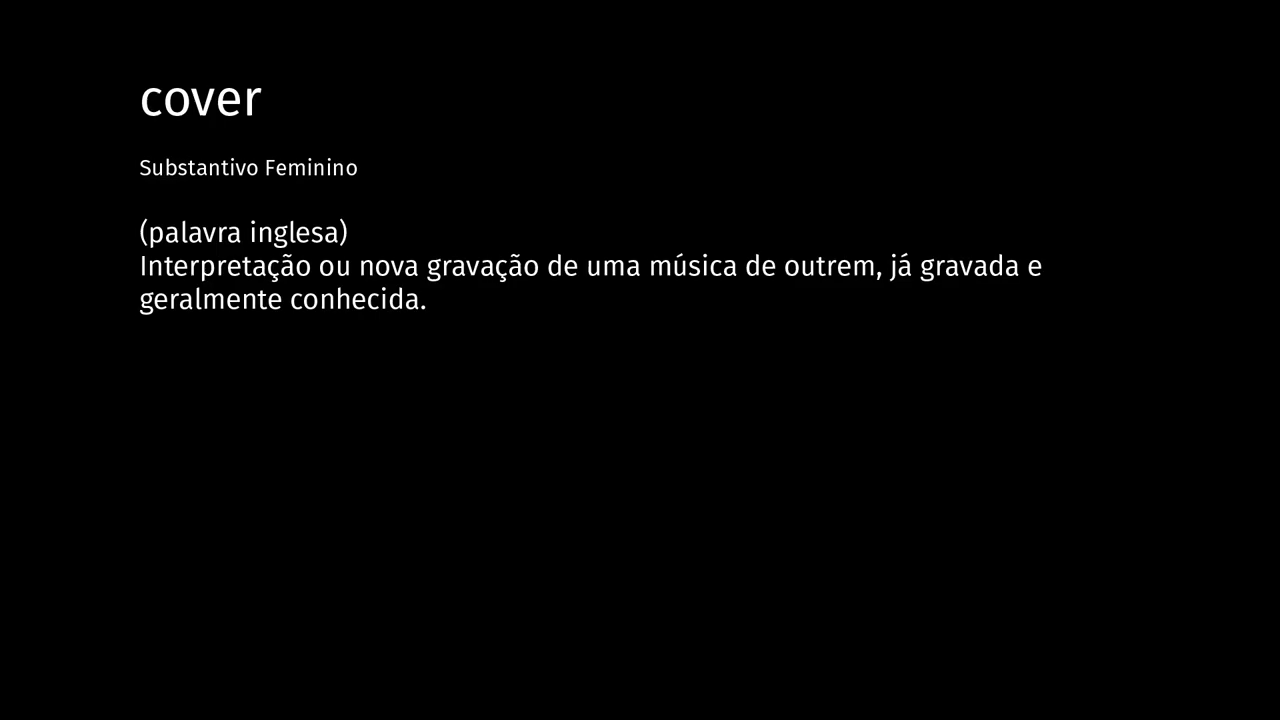 cover
Substantivo Feminino
(palavra inglesa)
Interpretação ou nova gravação de uma música de outrem, já gravada e
geralmente conhecida.